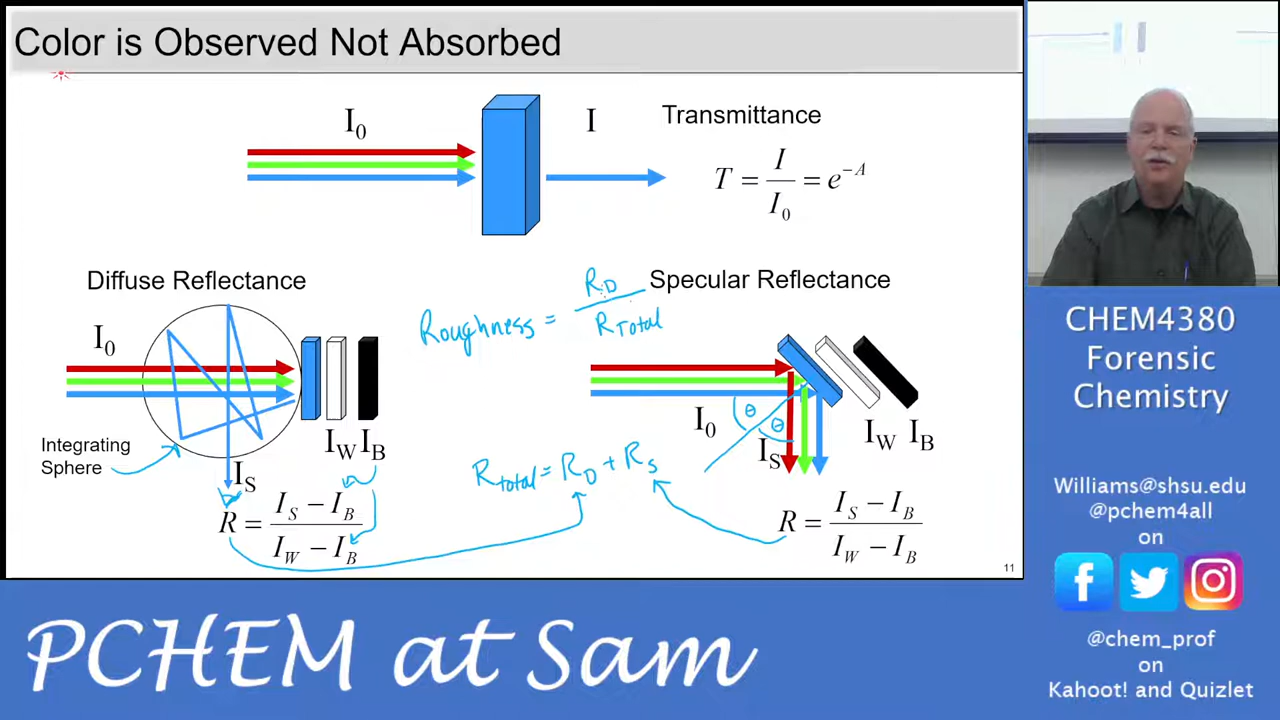 Color is Observed Not Absorbed
I₀
I
Transmittance
T = I / I₀ = e^{-A}
Diffuse Reflectance
Specular Reflectance
Roughness = R_D / R_Total
I₀
Integrating
Sphere
I_W I_B
I_S
R = (I_S − I_B) / (I_W − I_B)
R_total = R_D + R_S
θ
θ
I₀
I_S
I_W I_B
R = (I_S − I_B) / (I_W − I_B)
11
CHEM4380
Forensic
Chemistry
Williams@shsu.edu
@pchem4all
on
@chem_prof
on
Kahoot! and Quizlet
PCHEM at Sam